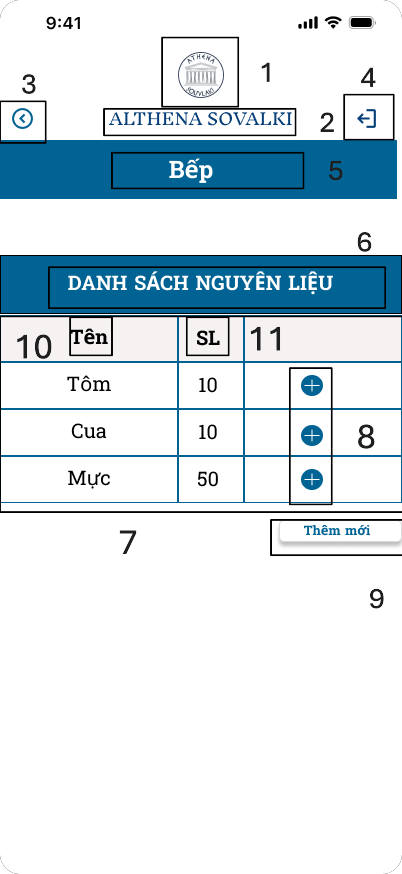 9:41
ATHENA
SOUVLAKI
1
3
4
ALTHENA SOVALKI
2
Bếp
5
6
DANH SÁCH NGUYÊN LIỆU
10
Tên
SL
11
Tôm
10
Cua
10
8
Mực
50
7
Thêm mới
9